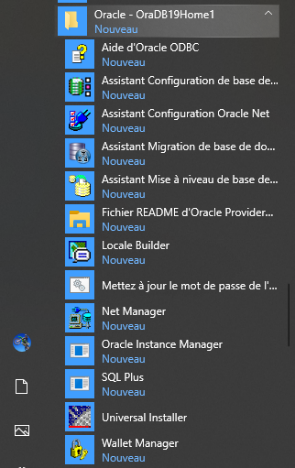 Oracle - OraDB19Home1
Nouveau
Aide d'Oracle ODBC
Nouveau
Assistant Configuration de base de...
Nouveau
Assistant Configuration Oracle Net
Nouveau
Assistant Migration de base de do...
Nouveau
Assistant Mise à niveau de base de...
Nouveau
Fichier README d'Oracle Provider...
Nouveau
Locale Builder
Nouveau
Mettez à jour le mot de passe de l'...
Net Manager
Nouveau
Oracle Instance Manager
Nouveau
SQL Plus
Nouveau
Universal Installer
Wallet Manager
Nouveau